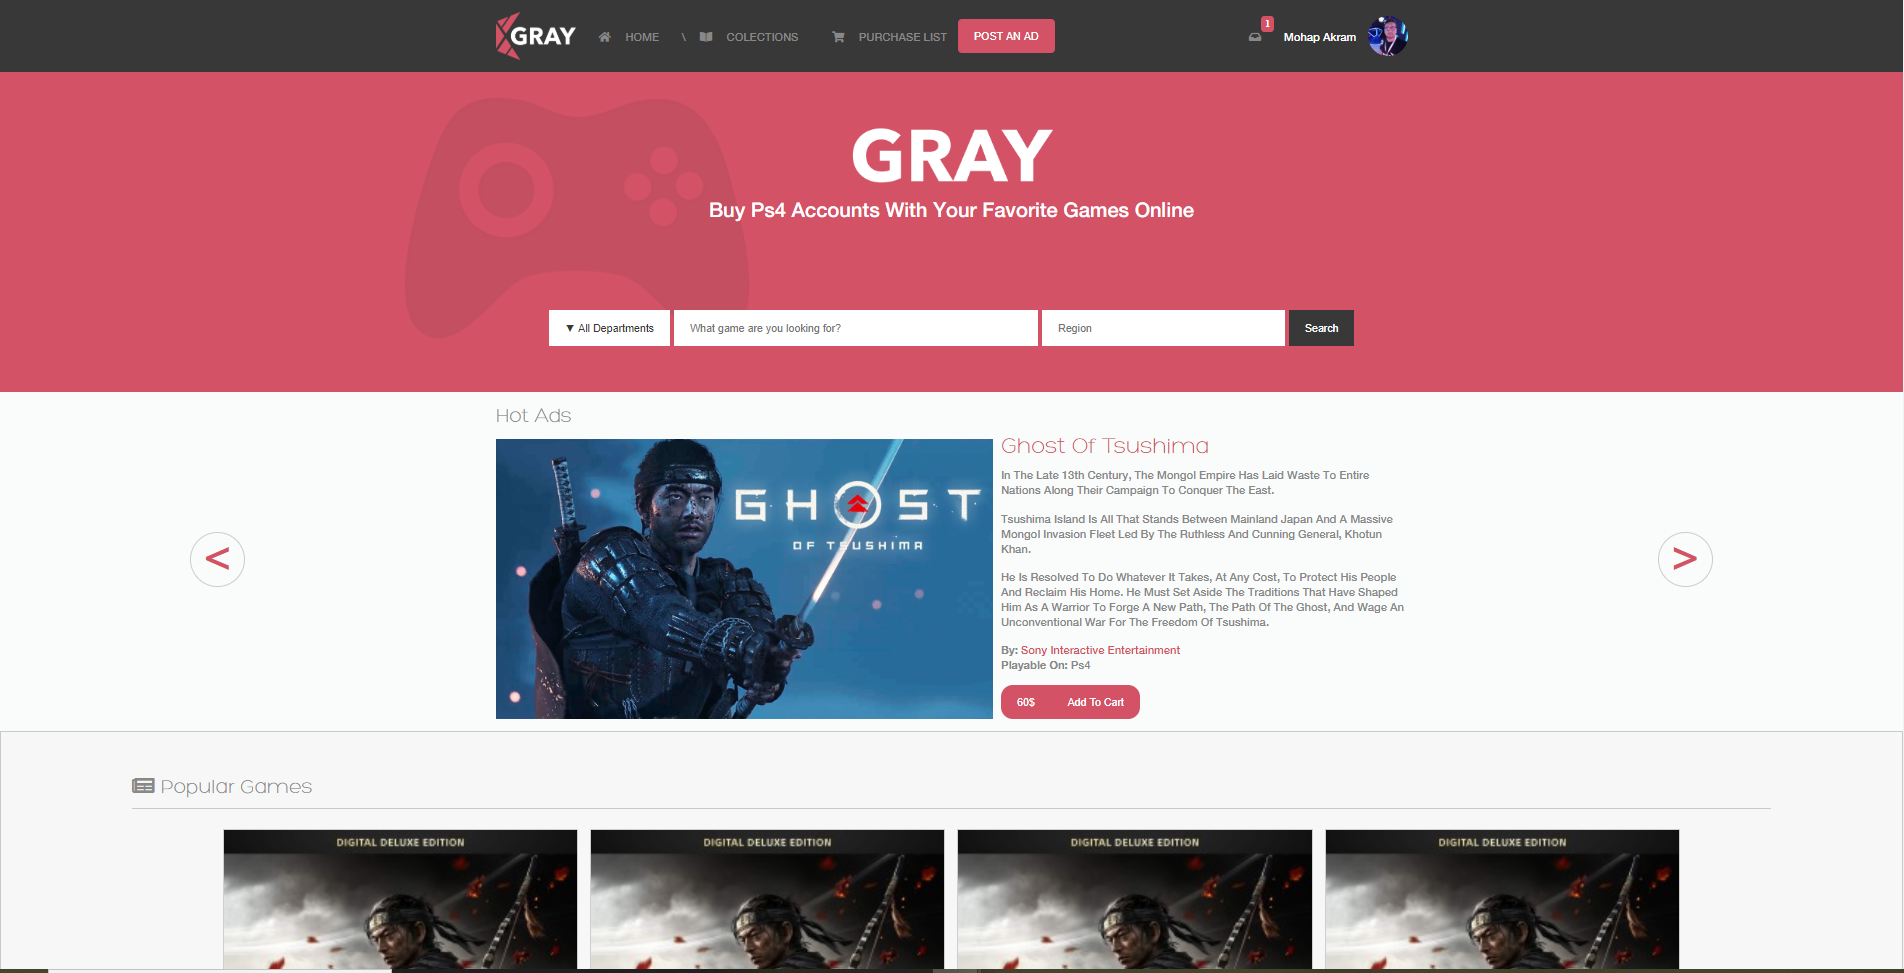 GRAY
HOME \ COLECTIONS PURCHASE LIST POST AN AD
1
Mohap Akram
GRAY
Buy Ps4 Accounts With Your Favorite Games Online
▼ All Departments
What game are you looking for?
Region
Search
Hot Ads
GHOST
OF TSUSHIMA
Ghost Of Tsushima
In The Late 13th Century, The Mongol Empire Has Laid Waste To Entire
Nations Along Their Campaign To Conquer The East.
Tsushima Island Is All That Stands Between Mainland Japan And A Massive
Mongol Invasion Fleet Led By The Ruthless And Cunning General, Khotun
Khan.
He Is Resolved To Do Whatever It Takes, At Any Cost, To Protect His People
And Reclaim His Home. He Must Set Aside The Traditions That Have Shaped
Him As A Warrior To Forge A New Path, The Path Of The Ghost, And Wage An
Unconventional War For The Freedom Of Tsushima.
By: Sony Interactive Entertainment
Playable On: Ps4
60$ Add To Cart
<
>
Popular Games
DIGITAL DELUXE EDITION
DIGITAL DELUXE EDITION
DIGITAL DELUXE EDITION
DIGITAL DELUXE EDITION